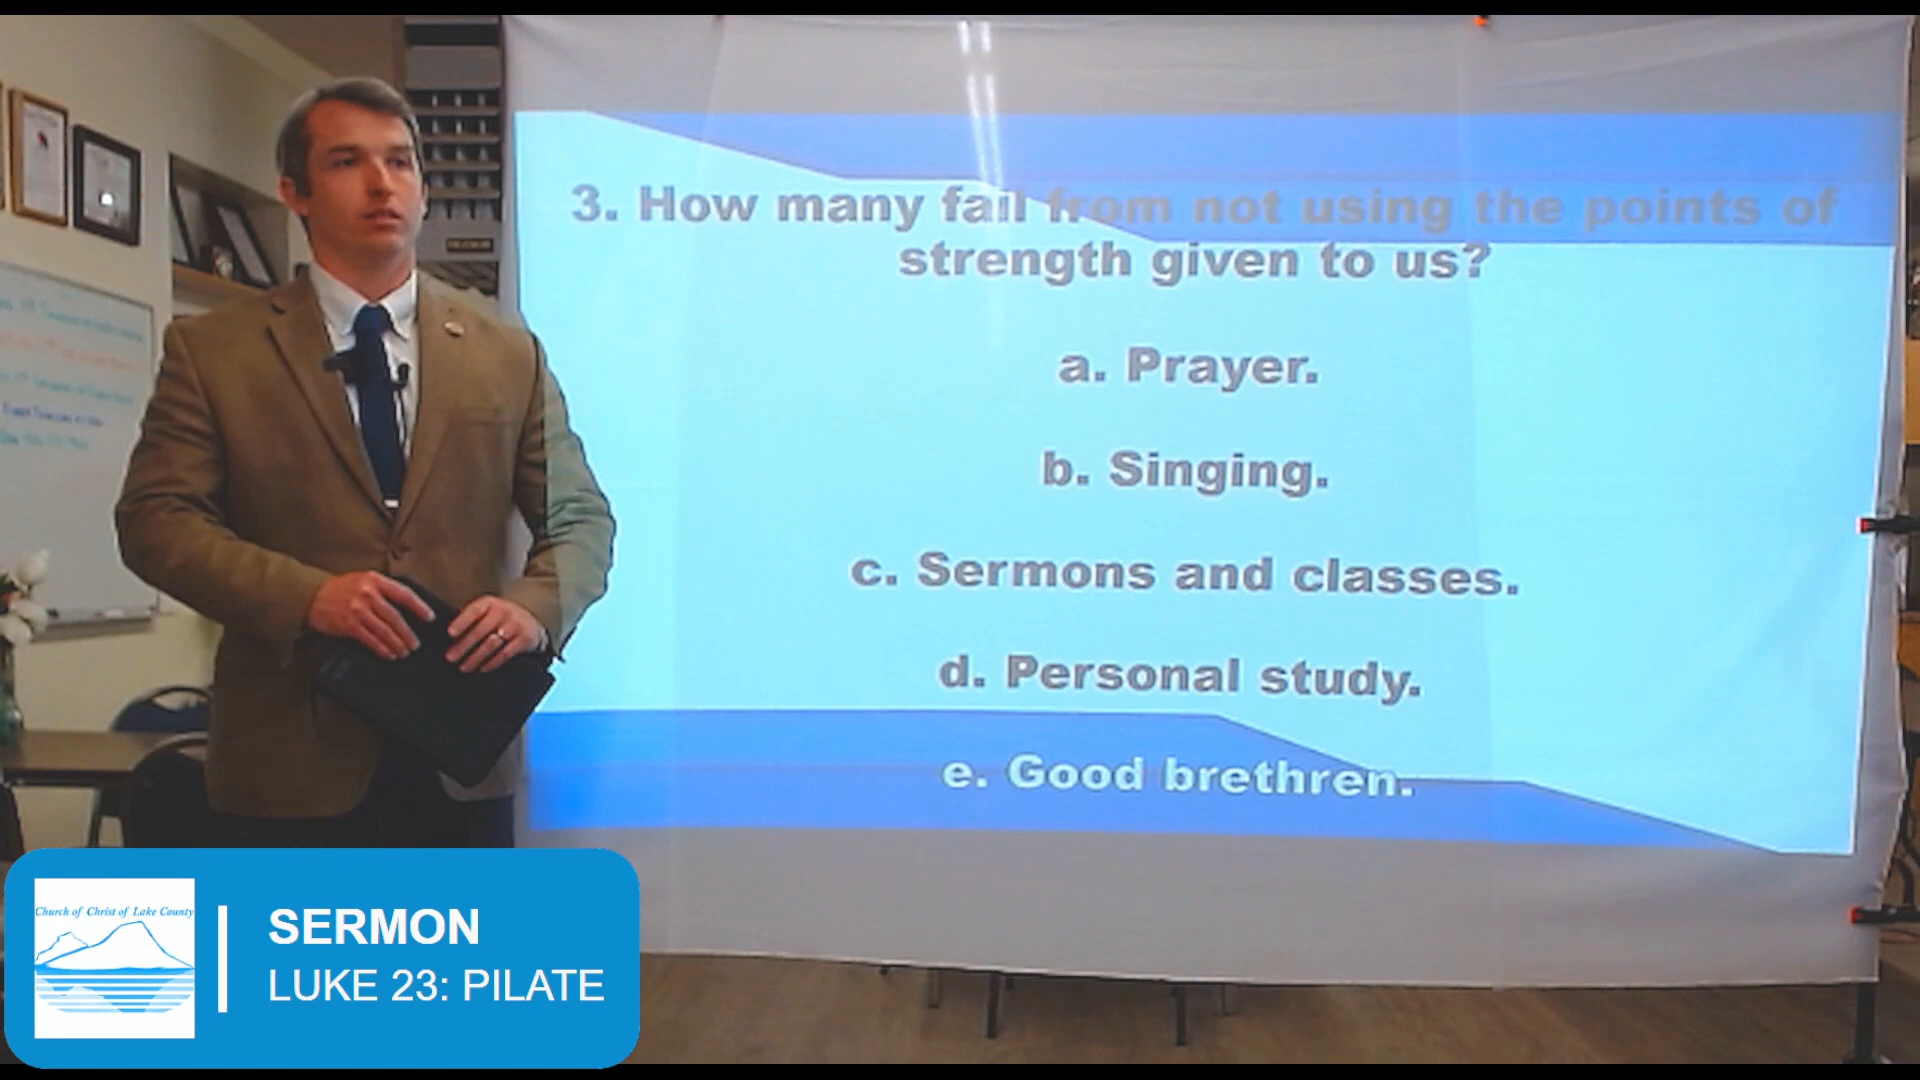 3. How many fail from not using the points of
strength given to us?
a. Prayer.
b. Singing.
c. Sermons and classes.
d. Personal study.
e. Good brethren.
Church of Christ of Lake County
SERMON
LUKE 23: PILATE